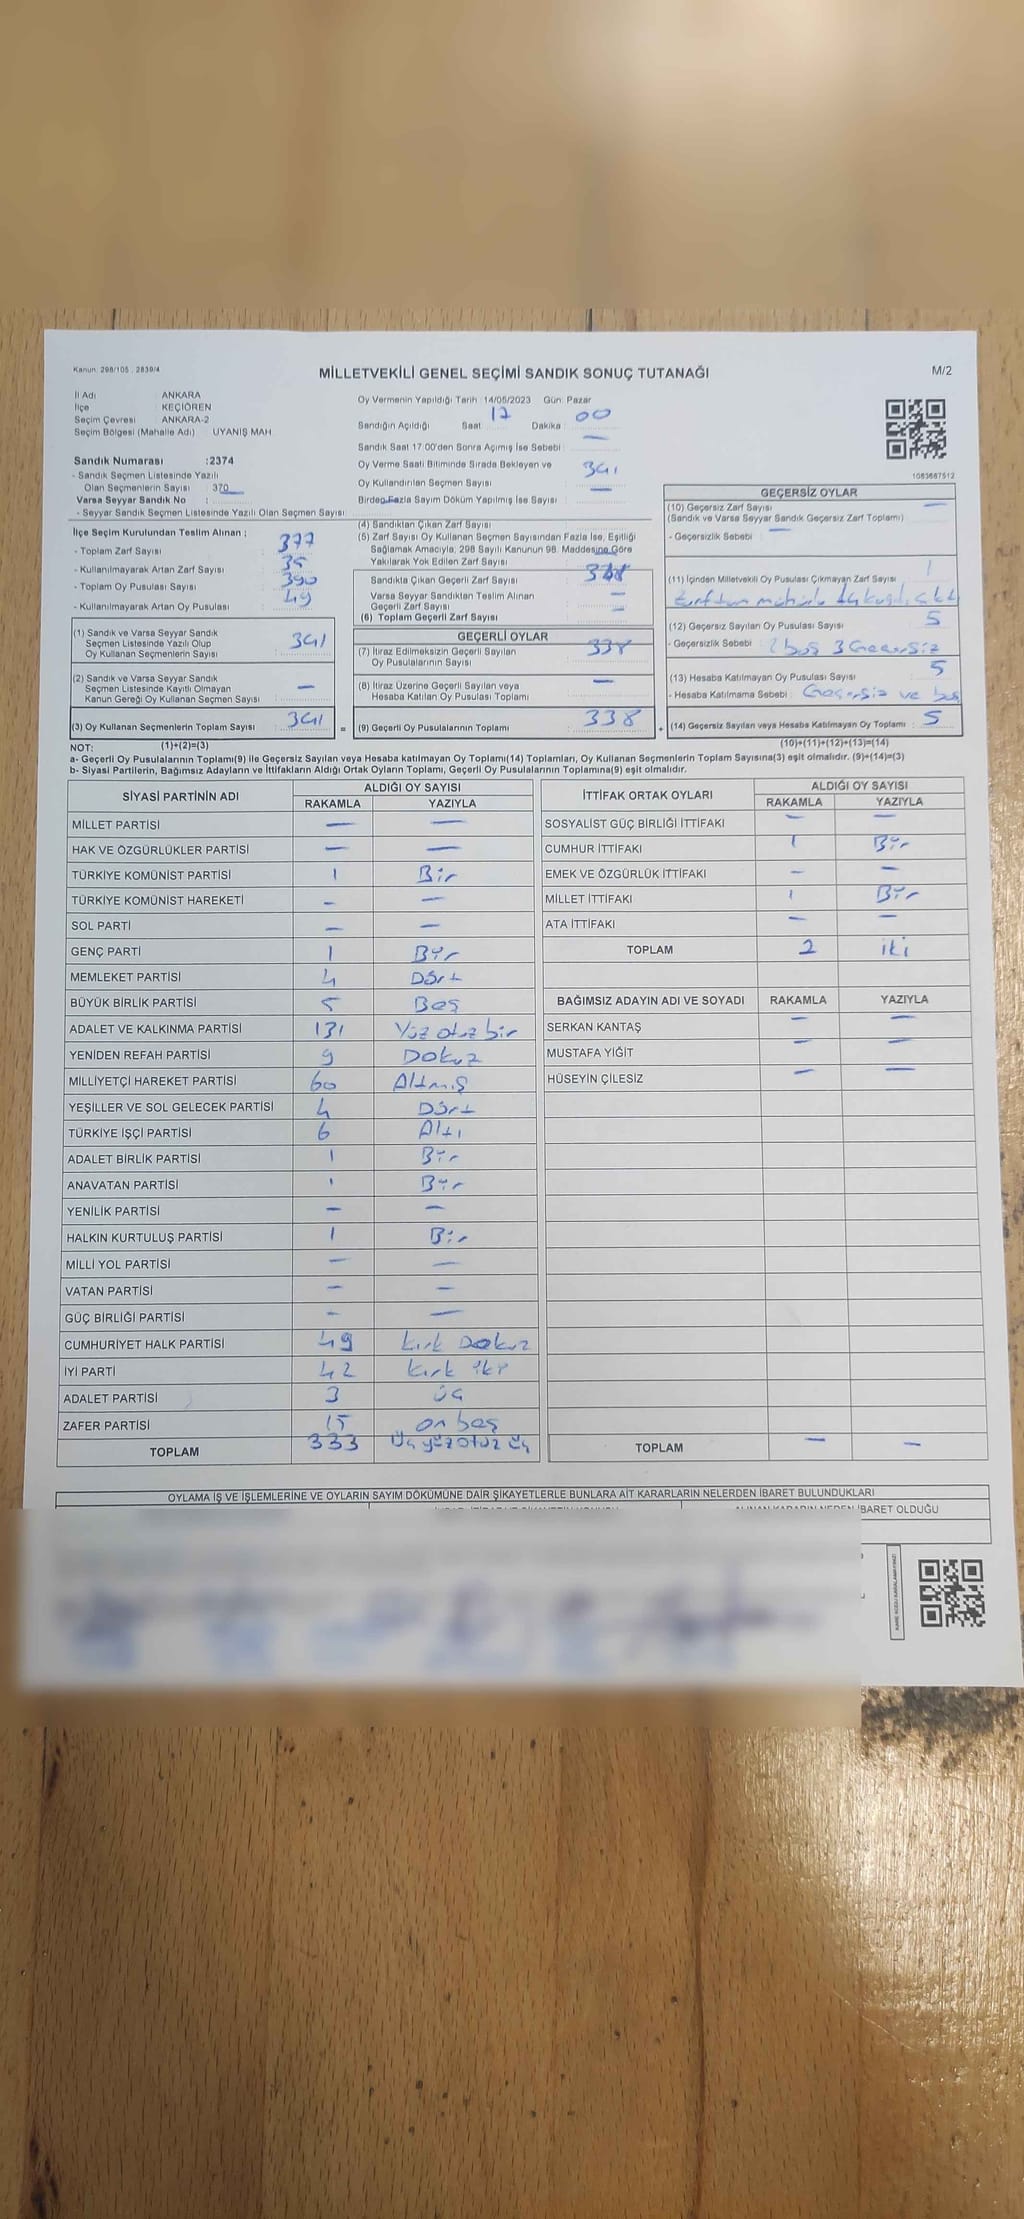 Kanun: 298/105 , 2839/4
MİLLETVEKİLİ GENEL SEÇİMİ SANDIK SONUÇ TUTANAĞI
M/2
İl Adı ANKARA
İlçe KEÇİÖREN
Seçim Çevresi ANKARA-2
Seçim Bölgesi (Mahalle Adı) UYANIŞ MAH
Sandık Numarası :2374
- Sandık Seçmen Listesinde Yazılı
Olan Seçmenlerin Sayısı : 370
Varsa Seyyar Sandık No :
- Seyyar Sandık Seçmen Listesinde Yazılı Olan Seçmen Sayısı:
Oy Vermenin Yapıldığı Tarih 14/05/2023 Gün: Pazar
Sandığın Açıldığı Saat 17 Dakika 00
Sandık Saat 17:00'den Sonra Açımış İse Sebebi : —
Oy Verme Saati Bitiminde Sırada Bekleyen ve
Oy Kullandırılan Seçmen Sayısı 341
Birden Fazla Sayım Döküm Yapılmış İse Sayısı —
1083687512
İlçe Seçim Kurulundan Teslim Alınan ;
- Toplam Zarf Sayısı 377
- Kullanılmayarak Artan Zarf Sayısı
- Toplam Oy Pusulası Sayısı 390
- Kullanılmayarak Artan Oy Pusulası 49
(1) Sandık ve Varsa Seyyar Sandık
Seçmen Listesinde Yazılı Olup
Oy Kullanan Seçmenlerin Sayısı 341
(2) Sandık ve Varsa Seyyar Sandık
Seçmen Listesinde Kayıtlı Olmayan
Kanun Gereği Oy Kullanan Seçmen Sayısı —
(3) Oy Kullanan Seçmenlerin Toplam Sayısı 341 =
(4) Sandıktan Çıkan Zarf Sayısı
(5) Zarf Sayısı Oy Kullanan Seçmen Sayısından Fazla İse, Eşitliği
Sağlamak Amacıyla; 298 Sayılı Kanunun 98. Maddesine Göre
Yakılarak Yok Edilen Zarf Sayısı —
Sandıkta Çıkan Geçerli Zarf Sayısı
Varsa Seyyar Sandıktan Teslim Alınan
Geçerli Zarf Sayısı —
(6) Toplam Geçerli Zarf Sayısı —
GEÇERLİ OYLAR
(7) İtiraz Edilmeksizin Geçerli Sayılan
Oy Pusulalarının Sayısı 338
(8) İtiraz Üzerine Geçerli Sayılan veya
Hesaba Katılan Oy Pusulası Toplamı —
(9) Geçerli Oy Pusulalarının Toplamı 338 +
GEÇERSİZ OYLAR
(10) Geçersiz Zarf Sayısı —
(Sandık ve Varsa Seyyar Sandık Geçersiz Zarf Toplamı)
- Geçersizlik Sebebi : —
(11) İçinden Milletvekili Oy Pusulası Çıkmayan Zarf Sayısı 1
(12) Geçersiz Sayılan Oy Pusulası Sayısı 5
- Geçersizlik Sebebi : 2 boş 3 Geçersiz
(13) Hesaba Katılmayan Oy Pusulası Sayısı 5
- Hesaba Katılmama Sebebi : Geçersiz ve boş
(14) Geçersiz Sayılan veya Hesaba Katılmayan Oy Toplamı : 5
NOT: (1)+(2)=(3) (10)+(11)+(12)+(13)=(14)
a- Geçerli Oy Pusulalarının Toplamı(9) ile Geçersiz Sayılan veya Hesaba katılmayan Oy Toplamı(14) Toplamları, Oy Kullanan Seçmenlerin Toplam Sayısına(3) eşit olmalıdır. (9)+(14)=(3)
b- Siyasi Partilerin, Bağımsız Adayların ve İttifakların Aldığı Ortak Oyların Toplamı, Geçerli Oy Pusulalarının Toplamına(9) eşit olmalıdır.
SİYASİ PARTİNİN ADI ALDIĞI OY SAYISI
RAKAMLA YAZIYLA
MİLLET PARTİSİ — —
HAK VE ÖZGÜRLÜKLER PARTİSİ — —
TÜRKİYE KOMÜNİST PARTİSİ 1 Bir
TÜRKİYE KOMÜNİST HAREKETİ — —
SOL PARTİ — —
GENÇ PARTİ 1 Bir
MEMLEKET PARTİSİ 4 Dört
BÜYÜK BİRLİK PARTİSİ 5 Beş
ADALET VE KALKINMA PARTİSİ 131 Yüz otuz bir
YENİDEN REFAH PARTİSİ 9 Dokuz
MİLLİYETÇİ HAREKET PARTİSİ 60 Altmış
YEŞİLLER VE SOL GELECEK PARTİSİ 4 Dört
TÜRKİYE İŞÇİ PARTİSİ 6 Altı
ADALET BİRLİK PARTİSİ 1 Bir
ANAVATAN PARTİSİ 1 Bir
YENİLİK PARTİSİ — —
HALKIN KURTULUŞ PARTİSİ 1 Bir
MİLLİ YOL PARTİSİ — —
VATAN PARTİSİ — —
GÜÇ BİRLİĞİ PARTİSİ — —
CUMHURİYET HALK PARTİSİ 49 kırk Dokuz
İYİ PARTİ 42 kırk iki
ADALET PARTİSİ 3 üç
ZAFER PARTİSİ 15 on beş
TOPLAM 333 Üç yüz otuz üç
İTTİFAK ORTAK OYLARI ALDIĞI OY SAYISI
RAKAMLA YAZIYLA
SOSYALİST GÜÇ BİRLİĞİ İTTİFAKI — —
CUMHUR İTTİFAKI 1 Bir
EMEK VE ÖZGÜRLÜK İTTİFAKI — —
MİLLET İTTİFAKI 1 Bir
ATA İTTİFAKI — —
TOPLAM 2 iki
BAĞIMSIZ ADAYIN ADI VE SOYADI RAKAMLA YAZIYLA
SERKAN KANTAŞ — —
MUSTAFA YİĞİT — —
HÜSEYİN ÇİLESİZ — —
TOPLAM — —
OYLAMA İŞ VE İŞLEMLERİNE VE OYLARIN SAYIM DÖKÜMÜNE DAİR ŞİKAYETLERLE BUNLARA AİT KARARLARIN NELERDEN İBARET BULUNDUKLARI
ALINAN KARARIN NEDEN İBARET OLDUĞU